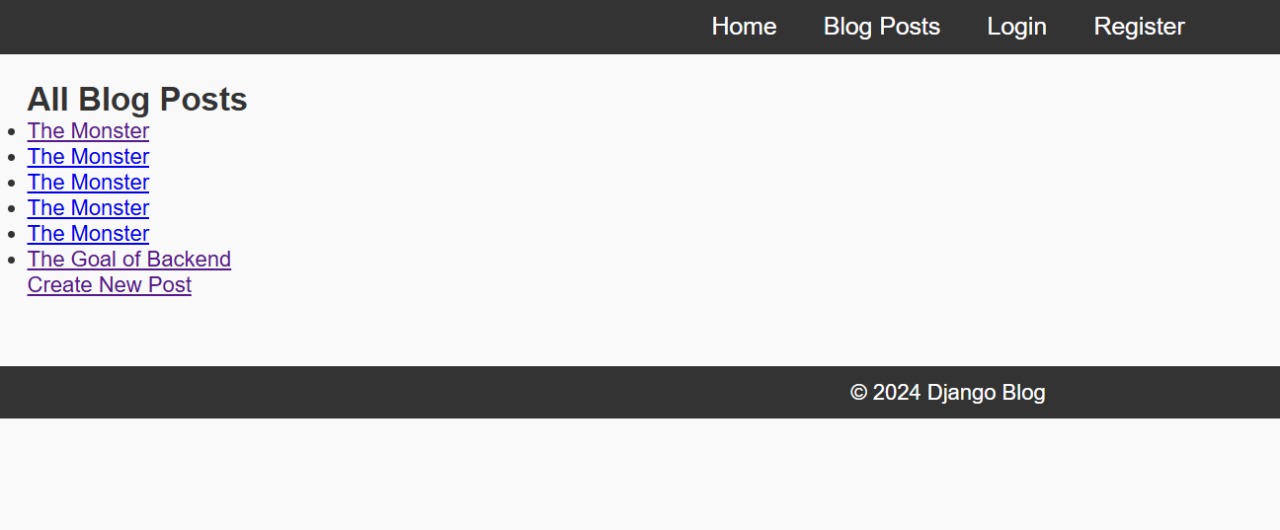 Home Blog Posts Login Register
All Blog Posts
The Monster
The Monster
The Monster
The Monster
The Monster
The Goal of Backend
Create New Post
© 2024 Django Blog